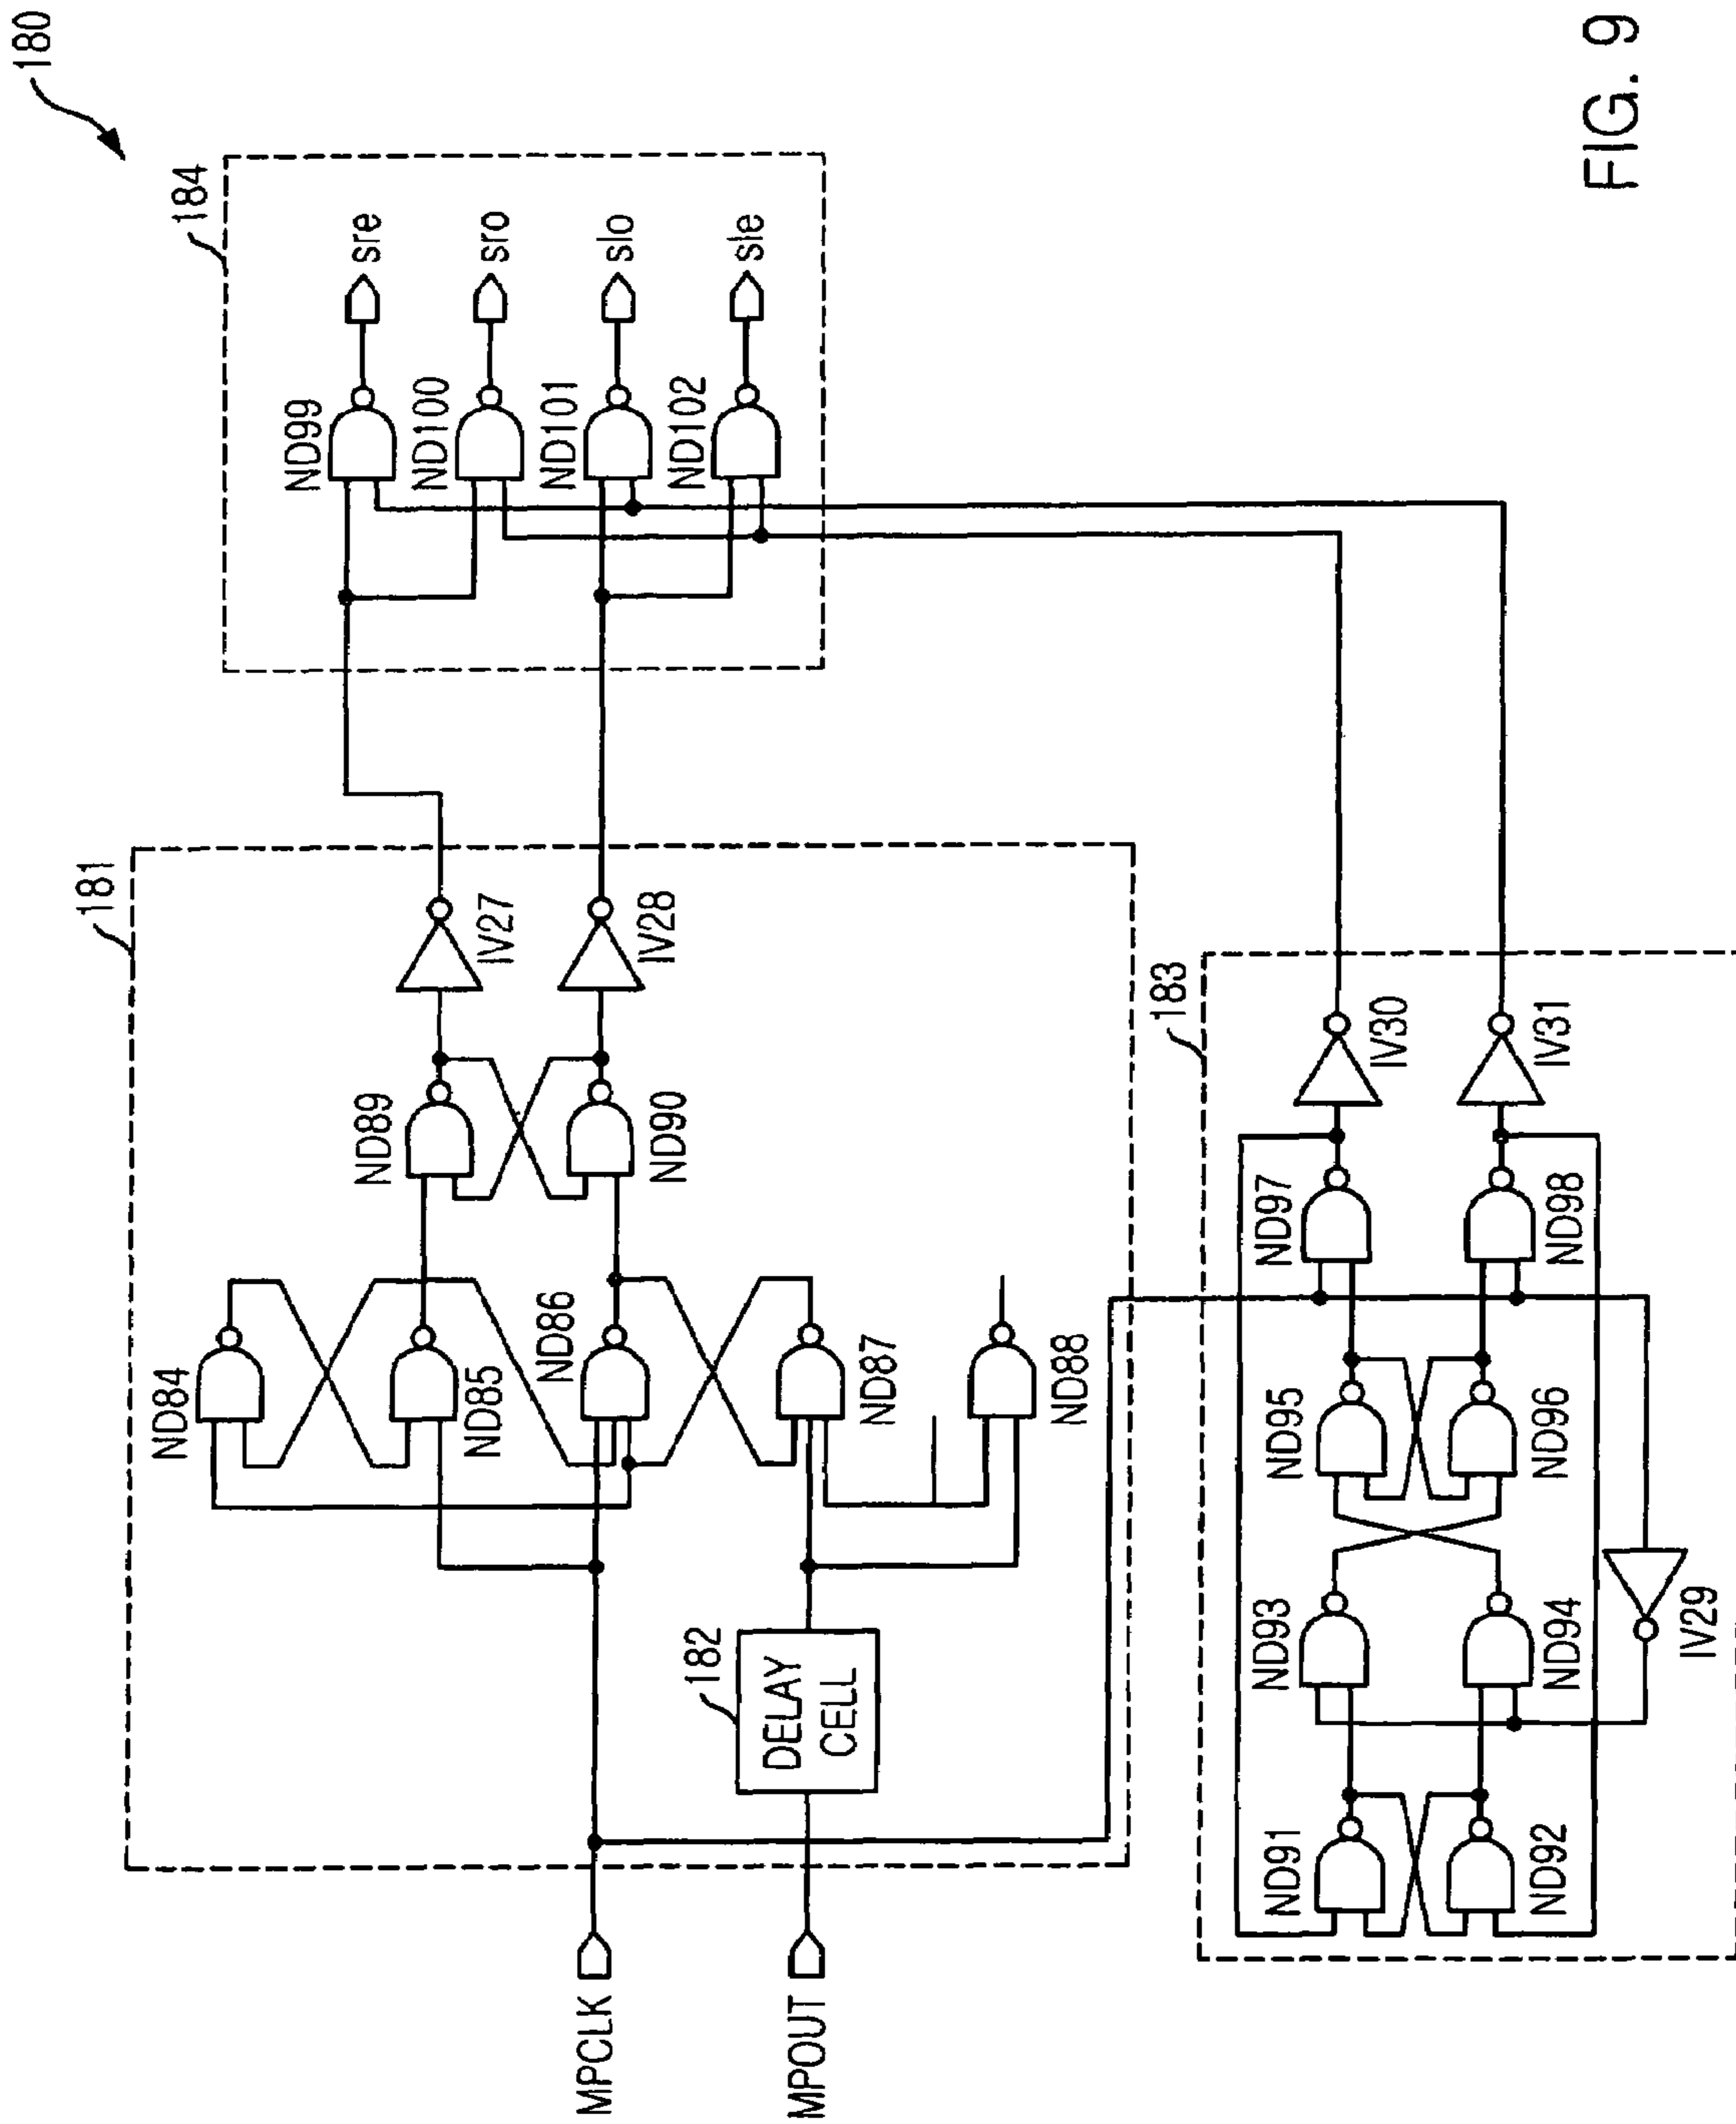 180
184
sre
sro
slo
sle
ND99
ND100
ND101
ND102
181
ND84
ND85
ND86
ND87
ND88
ND89
ND90
IV27
IV28
182
DELAY
CELL
MPCLK
MPOUT
183
ND91
ND92
ND93
ND94
ND95
ND96
ND97
ND98
IV29
IV30
IV31
FIG. 9